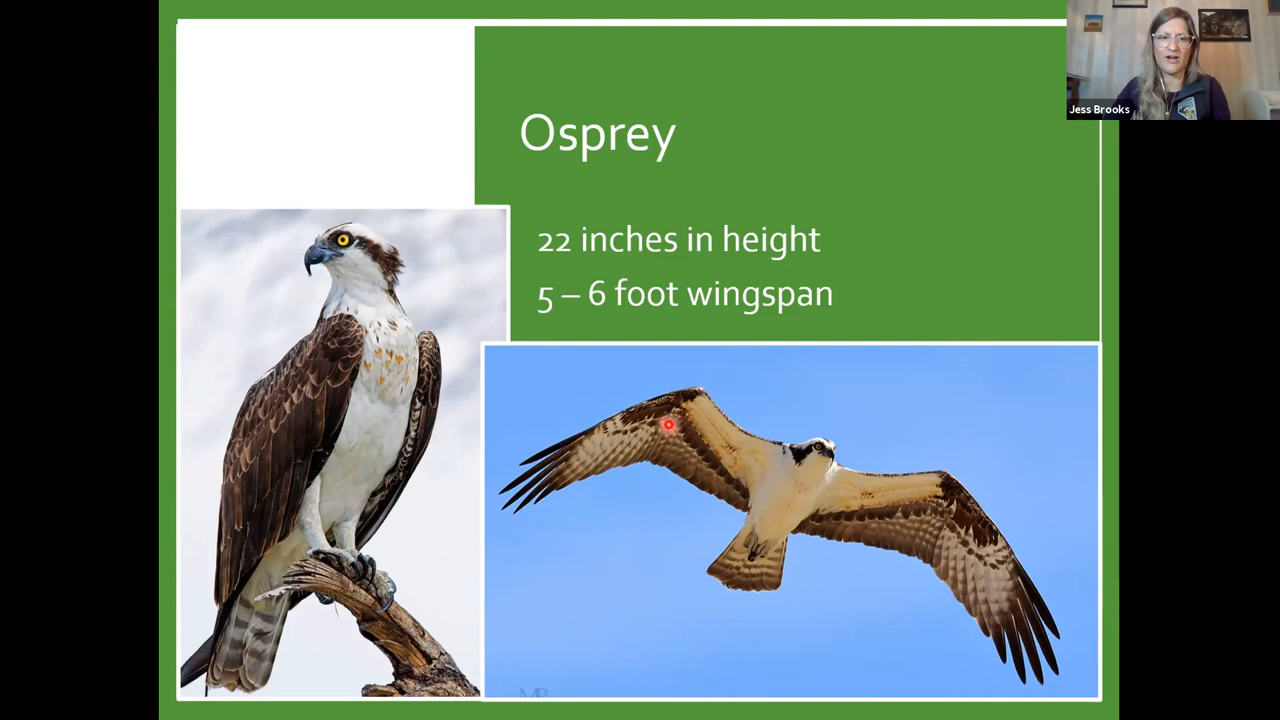 Jess Brooks
Osprey
22 inches in height
5 – 6 foot wingspan